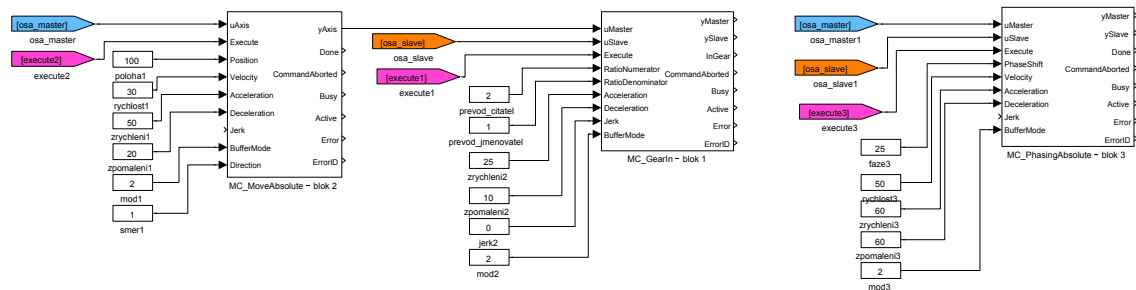 [osa_master]
osa_master
[execute2]
execute2
100
poloha1
30
rychlost1
50
zrychleni1
20
zpomaleni1
2
mod1
1
smer1
uAxis
Execute
Position
Velocity
Acceleration
Deceleration
Jerk
BufferMode
Direction
yAxis
Done
CommandAborted
Busy
Active
Error
ErrorID
MC_MoveAbsolute − blok 2
[osa_slave]
osa_slave
[execute1]
execute1
2
prevod_citatel
1
prevod_jmenovatel
25
zrychleni2
10
zpomaleni2
0
jerk2
2
mod2
uMaster
uSlave
Execute
RatioNumerator
RatioDenominator
Acceleration
Deceleration
Jerk
BufferMode
yMaster
ySlave
InGear
CommandAborted
Busy
Active
Error
ErrorID
MC_GearIn − blok 1
[osa_master]
osa_master1
[osa_slave]
osa_slave1
[execute3]
execute3
25
faze3
50
rychlost3
60
zrychleni3
60
zpomaleni3
2
mod3
uMaster
uSlave
Execute
PhaseShift
Velocity
Acceleration
Deceleration
Jerk
BufferMode
yMaster
ySlave
Done
CommandAborted
Busy
Active
Error
ErrorID
MC_PhasingAbsolute − blok 3